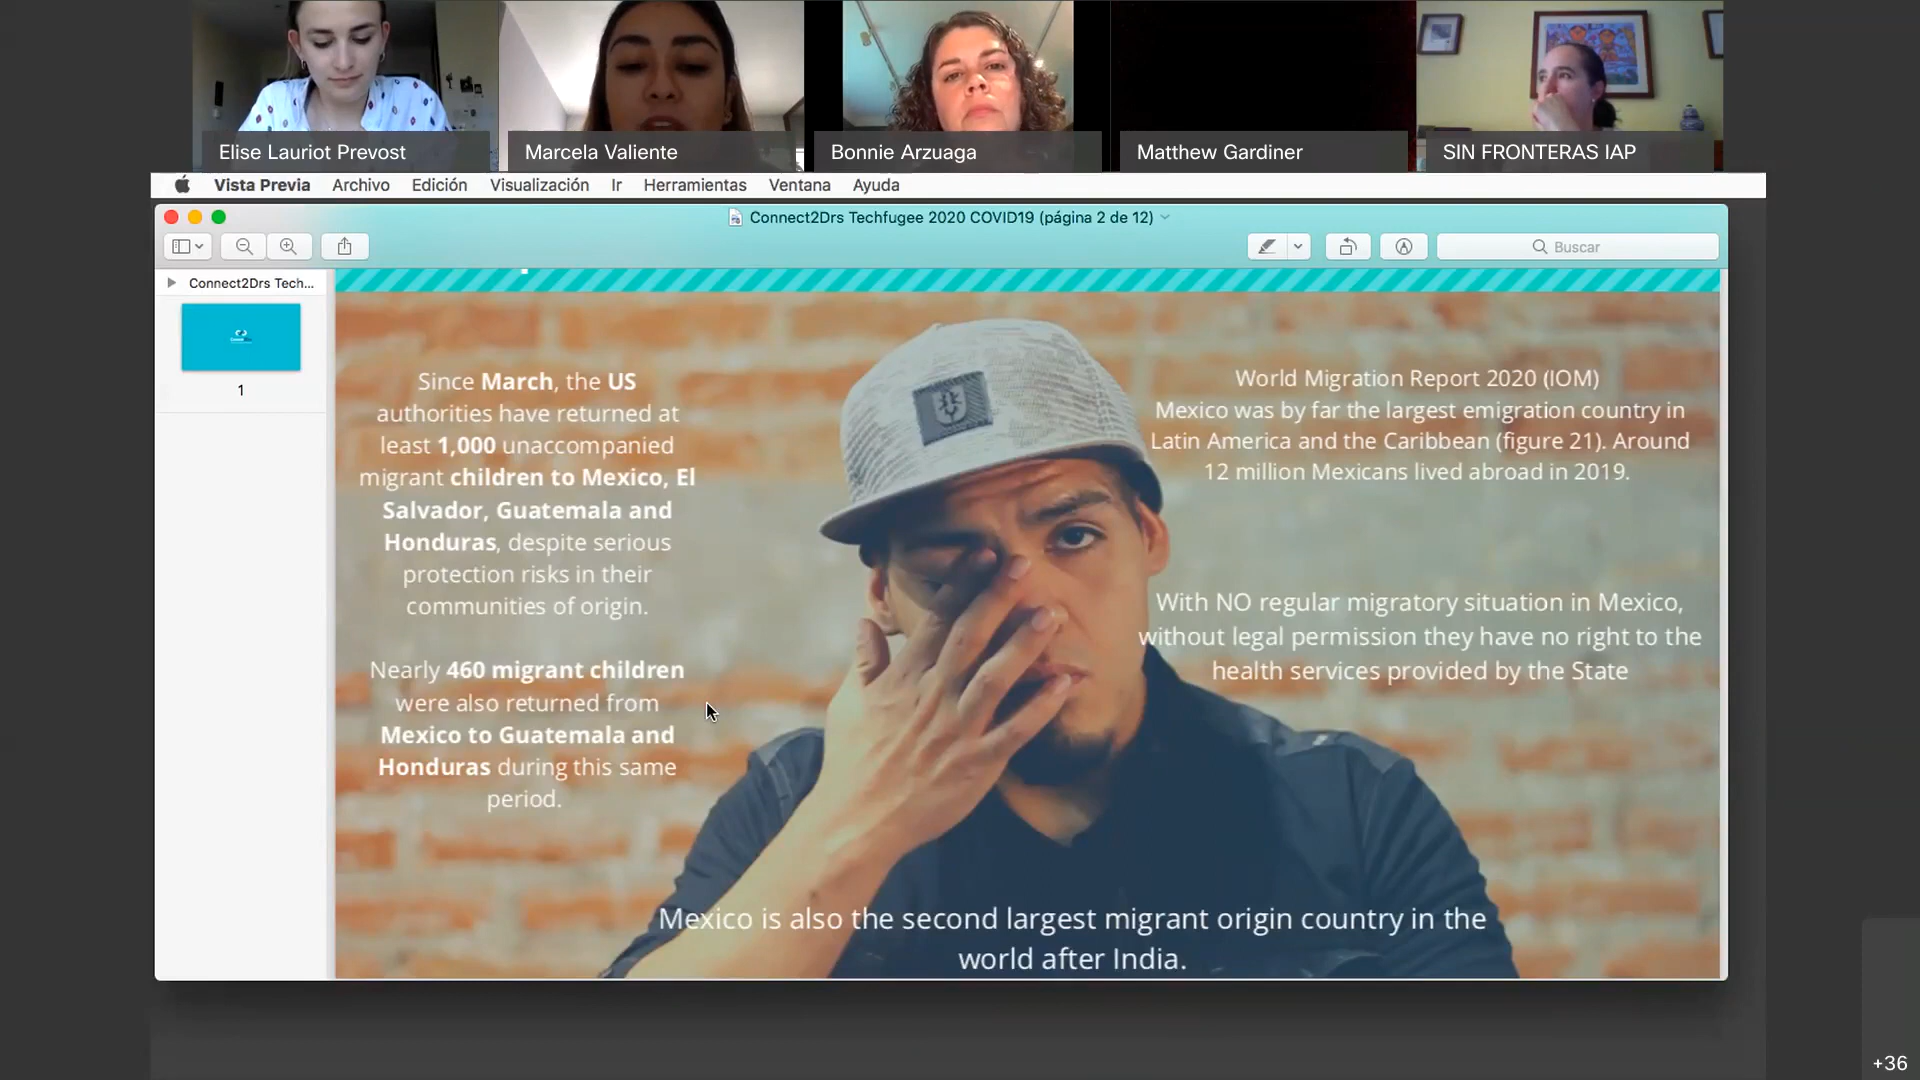 Elise Lauriot Prevost
Marcela Valiente
Bonnie Arzuaga
Matthew Gardiner
SIN FRONTERAS IAP
Vista Previa Archivo Edición Visualización Ir Herramientas Ventana Ayuda
Connect2Drs Techfugee 2020 COVID19 (página 2 de 12)
Buscar
Connect2Drs Tech...
1
Since March, the US
authorities have returned at
least 1,000 unaccompanied
migrant children to Mexico, El
Salvador, Guatemala and
Honduras, despite serious
protection risks in their
communities of origin.
Nearly 460 migrant children
were also returned from
Mexico to Guatemala and
Honduras during this same
period.
World Migration Report 2020 (IOM)
Mexico was by far the largest emigration country in
Latin America and the Caribbean (figure 21). Around
12 million Mexicans lived abroad in 2019.
With NO regular migratory situation in Mexico,
without legal permission they have no right to the
health services provided by the State
Mexico is also the second largest migrant origin country in the
world after India.
+36